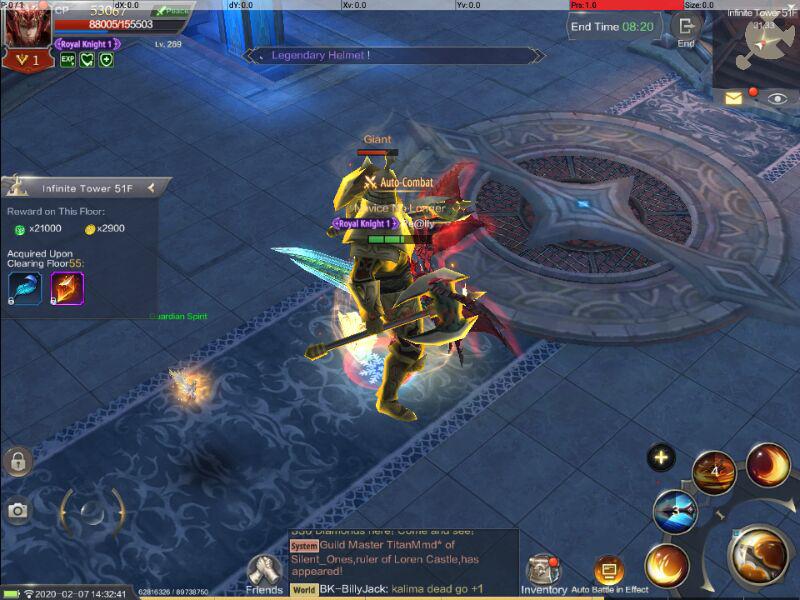 P:0/1 dX:0.0 dY:0.0 Xv:0.0 Yv:0.0 Prs:1.0 Size:0.0
CP 53067 Peace
88005/155503
Royal Knight 1 Lv. 289
1 EXP
Legendary Helmet !
End Time 08:20
End
Infinite Tower 51F
Giant
Auto-Combat
Novice No Longer
Royal Knight 1
Infinite Tower 51F
Reward on This Floor:
x21000 x2900
Acquired Upon
Clearing Floor55:
Guardian Spirit
4
3
Diamonds here! Come and see!
System Guild Master TitanMmd* of
Silent_Ones,ruler of Loren Castle,has
appeared!
World BK-BillyJack: kalima dead go +1
Friends
Inventory
Auto Battle in Effect
2020-02-07 14:32:41
62816326 / 89738750